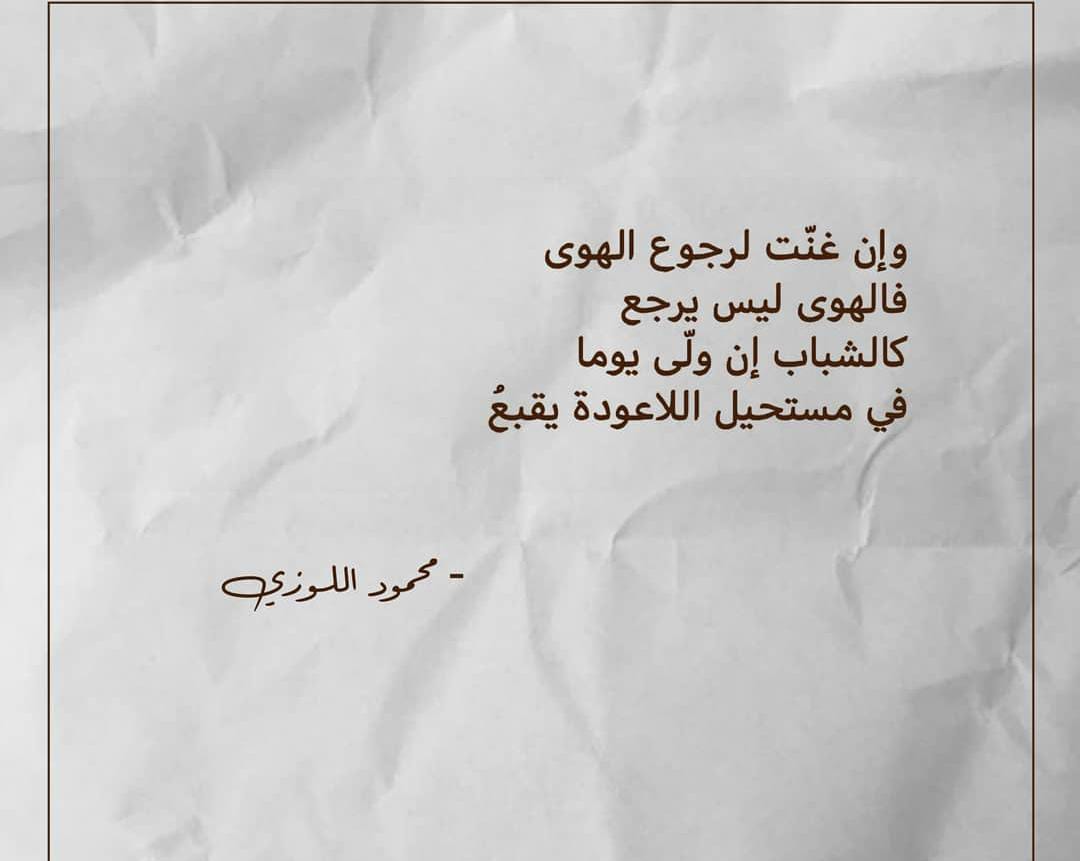 وإن غنّت لرجوع الهوى
فالهوى ليس يرجع
كالشباب إن ولّى يوما
في مستحيل اللاعودة يقبعُ
- محمود اللوزي